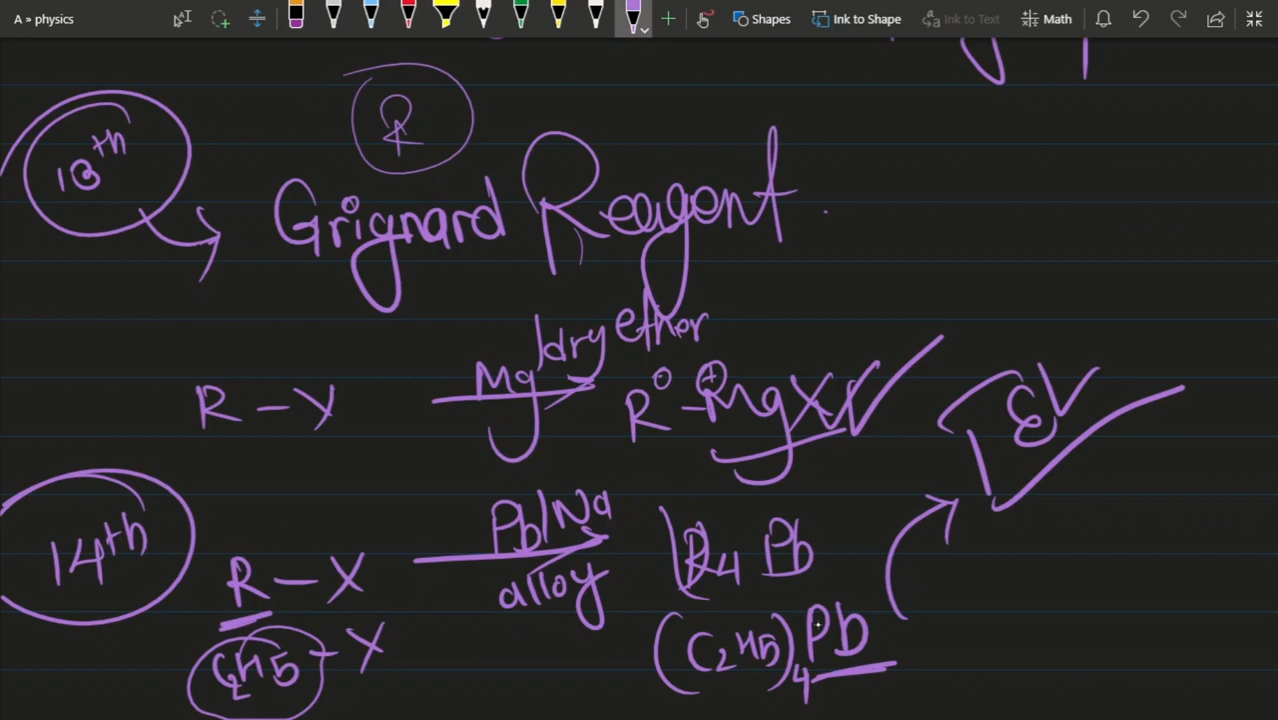 A » physics Shapes Ink to Shape Ink to Text Math
R
13th
Grignard Reagent.
R - X Mg/dry ether R⊖ - ⊕MgX
14th
R - X Pb/Na alloy R4 Pb
C2H5 - X (C2H5)4 Pb